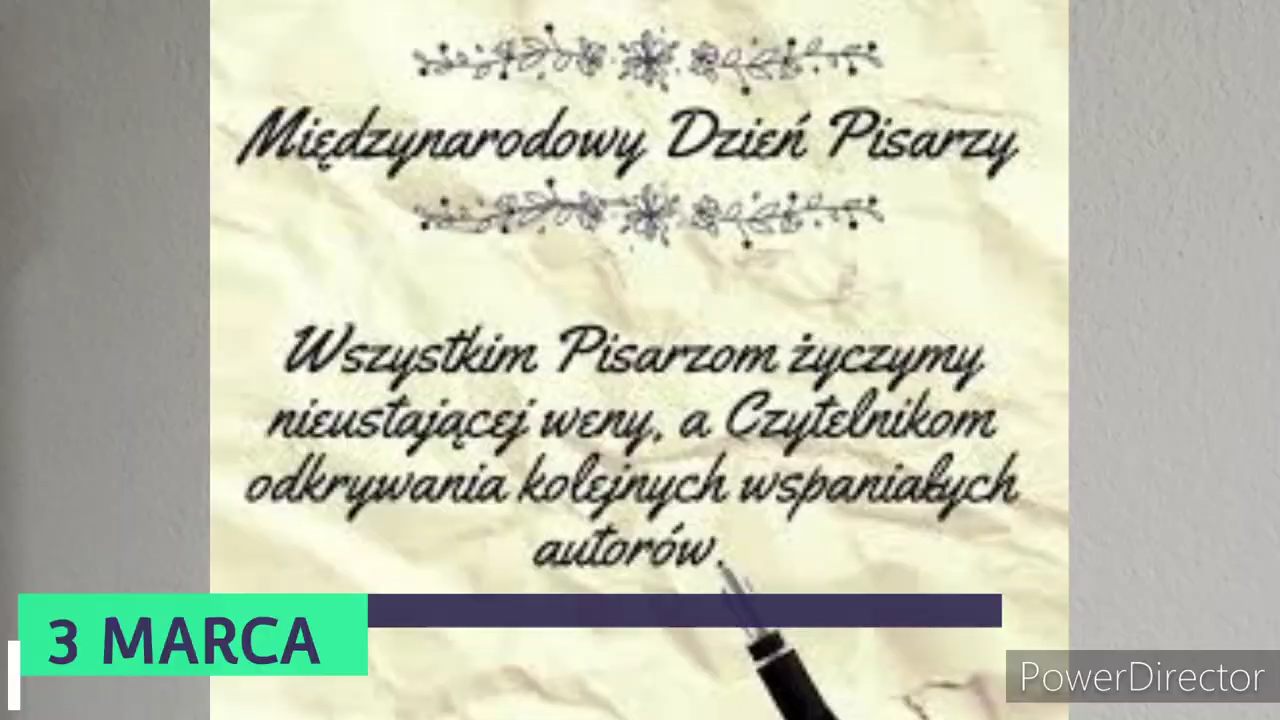 Międzynarodowy Dzień Pisarzy
Wszystkim Pisarzom życzymy
nieustającej weny, a Czytelnikom
odkrywania kolejnych wspaniałych
autorów.
3 MARCA
PowerDirector